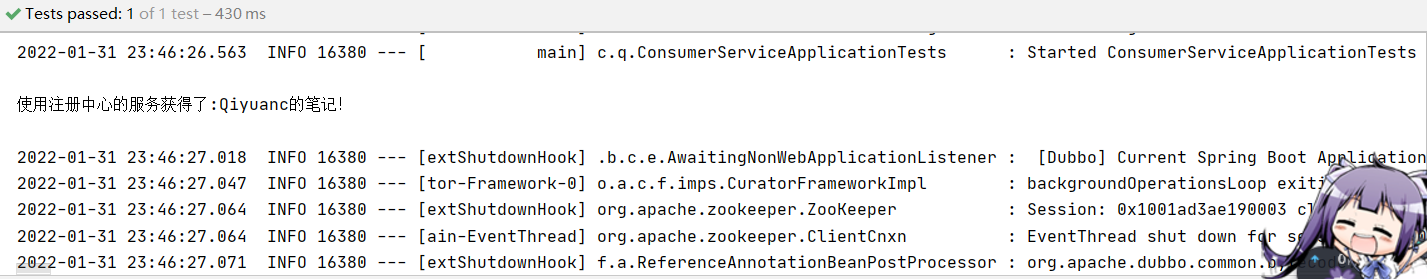 Tests passed: 1 of 1 test – 430 ms
2022-01-31 23:46:26.563  INFO 16380 --- [           main] c.q.ConsumerServiceApplicationTests      : Started ConsumerServiceApplicationTests
使用注册中心的服务获得了:Qiyuanc的笔记!
2022-01-31 23:46:27.018  INFO 16380 --- [extShutdownHook] .b.c.e.AwaitingNonWebApplicationListener :  [Dubbo] Current Spring Boot Application
2022-01-31 23:46:27.047  INFO 16380 --- [tor-Framework-0] o.a.c.f.imps.CuratorFrameworkImpl        : backgroundOperationsLoop exiti
2022-01-31 23:46:27.064  INFO 16380 --- [extShutdownHook] org.apache.zookeeper.ZooKeeper           : Session: 0x1001ad3ae190003 cl
2022-01-31 23:46:27.064  INFO 16380 --- [ain-EventThread] org.apache.zookeeper.ClientCnxn          : EventThread shut down for se
2022-01-31 23:46:27.071  INFO 16380 --- [extShutdownHook] f.a.ReferenceAnnotationBeanPostProcessor : org.apache.dubbo.common.